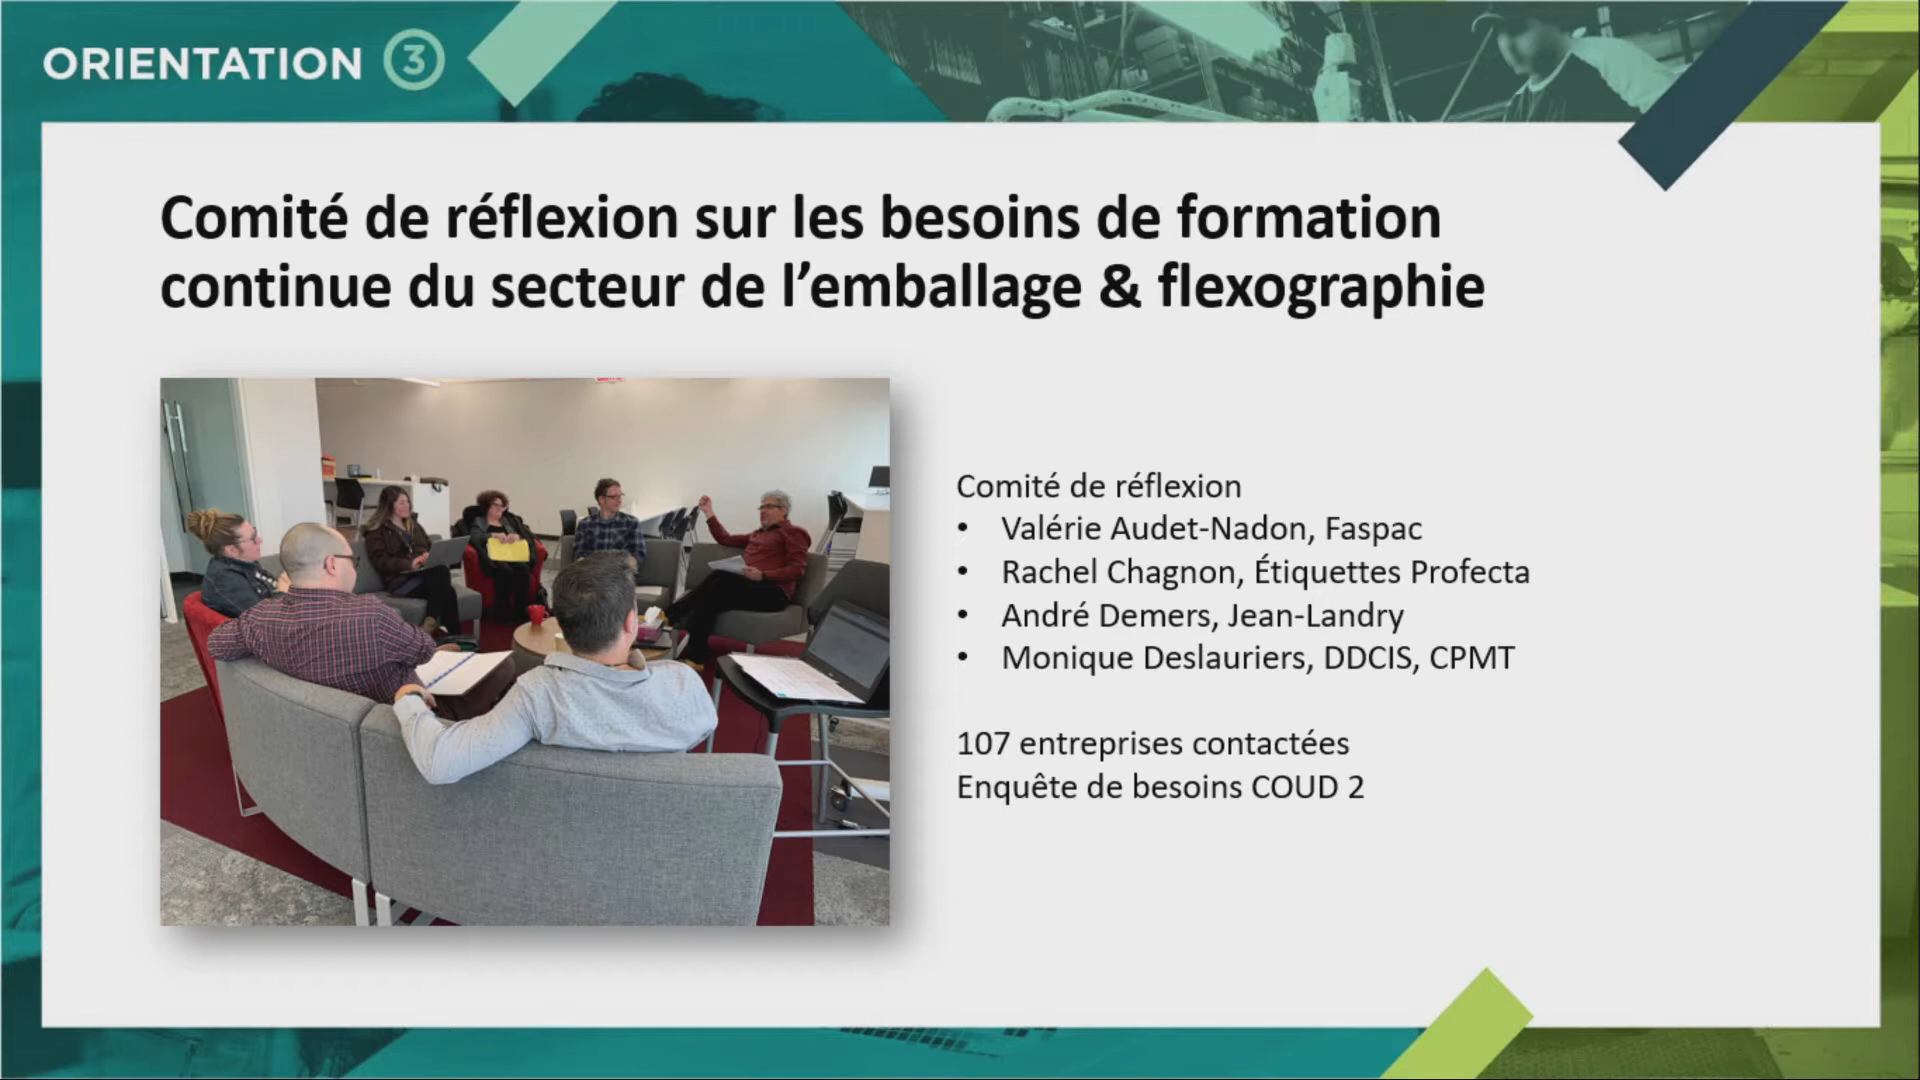 ORIENTATION 3
Comité de réflexion sur les besoins de formation
continue du secteur de l’emballage & flexographie
Comité de réflexion
• Valérie Audet-Nadon, Faspac
• Rachel Chagnon, Étiquettes Profecta
• André Demers, Jean-Landry
• Monique Deslauriers, DDCIS, CPMT
107 entreprises contactées
Enquête de besoins COUD 2